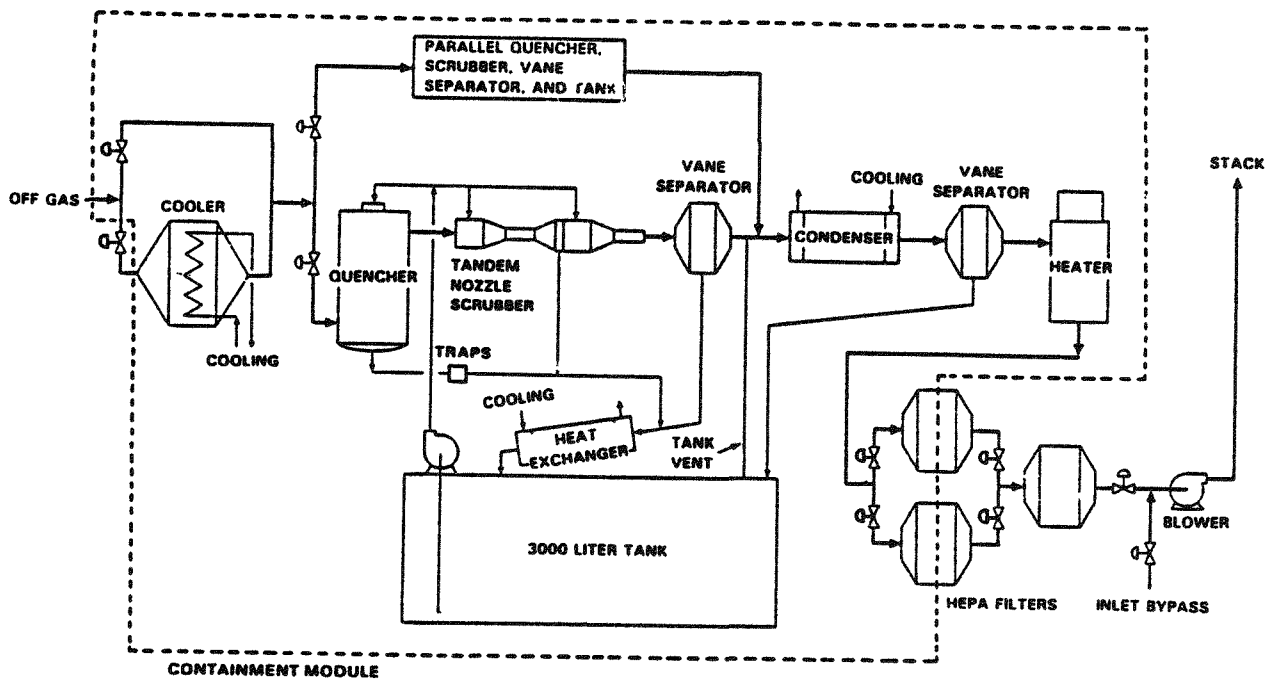 PARALLEL QUENCHER,
SCRUBBER, VANE
SEPARATOR, AND TANK
OFF GAS
COOLER
COOLING
QUENCHER
TANDEM
NOZZLE
SCRUBBER
VANE
SEPARATOR
COOLING
CONDENSER
VANE
SEPARATOR
HEATER
STACK
TRAPS
COOLING
HEAT
EXCHANGER
TANK
VENT
3000 LITER TANK
BLOWER
HEPA FILTERS
INLET BYPASS
CONTAINMENT MODULE